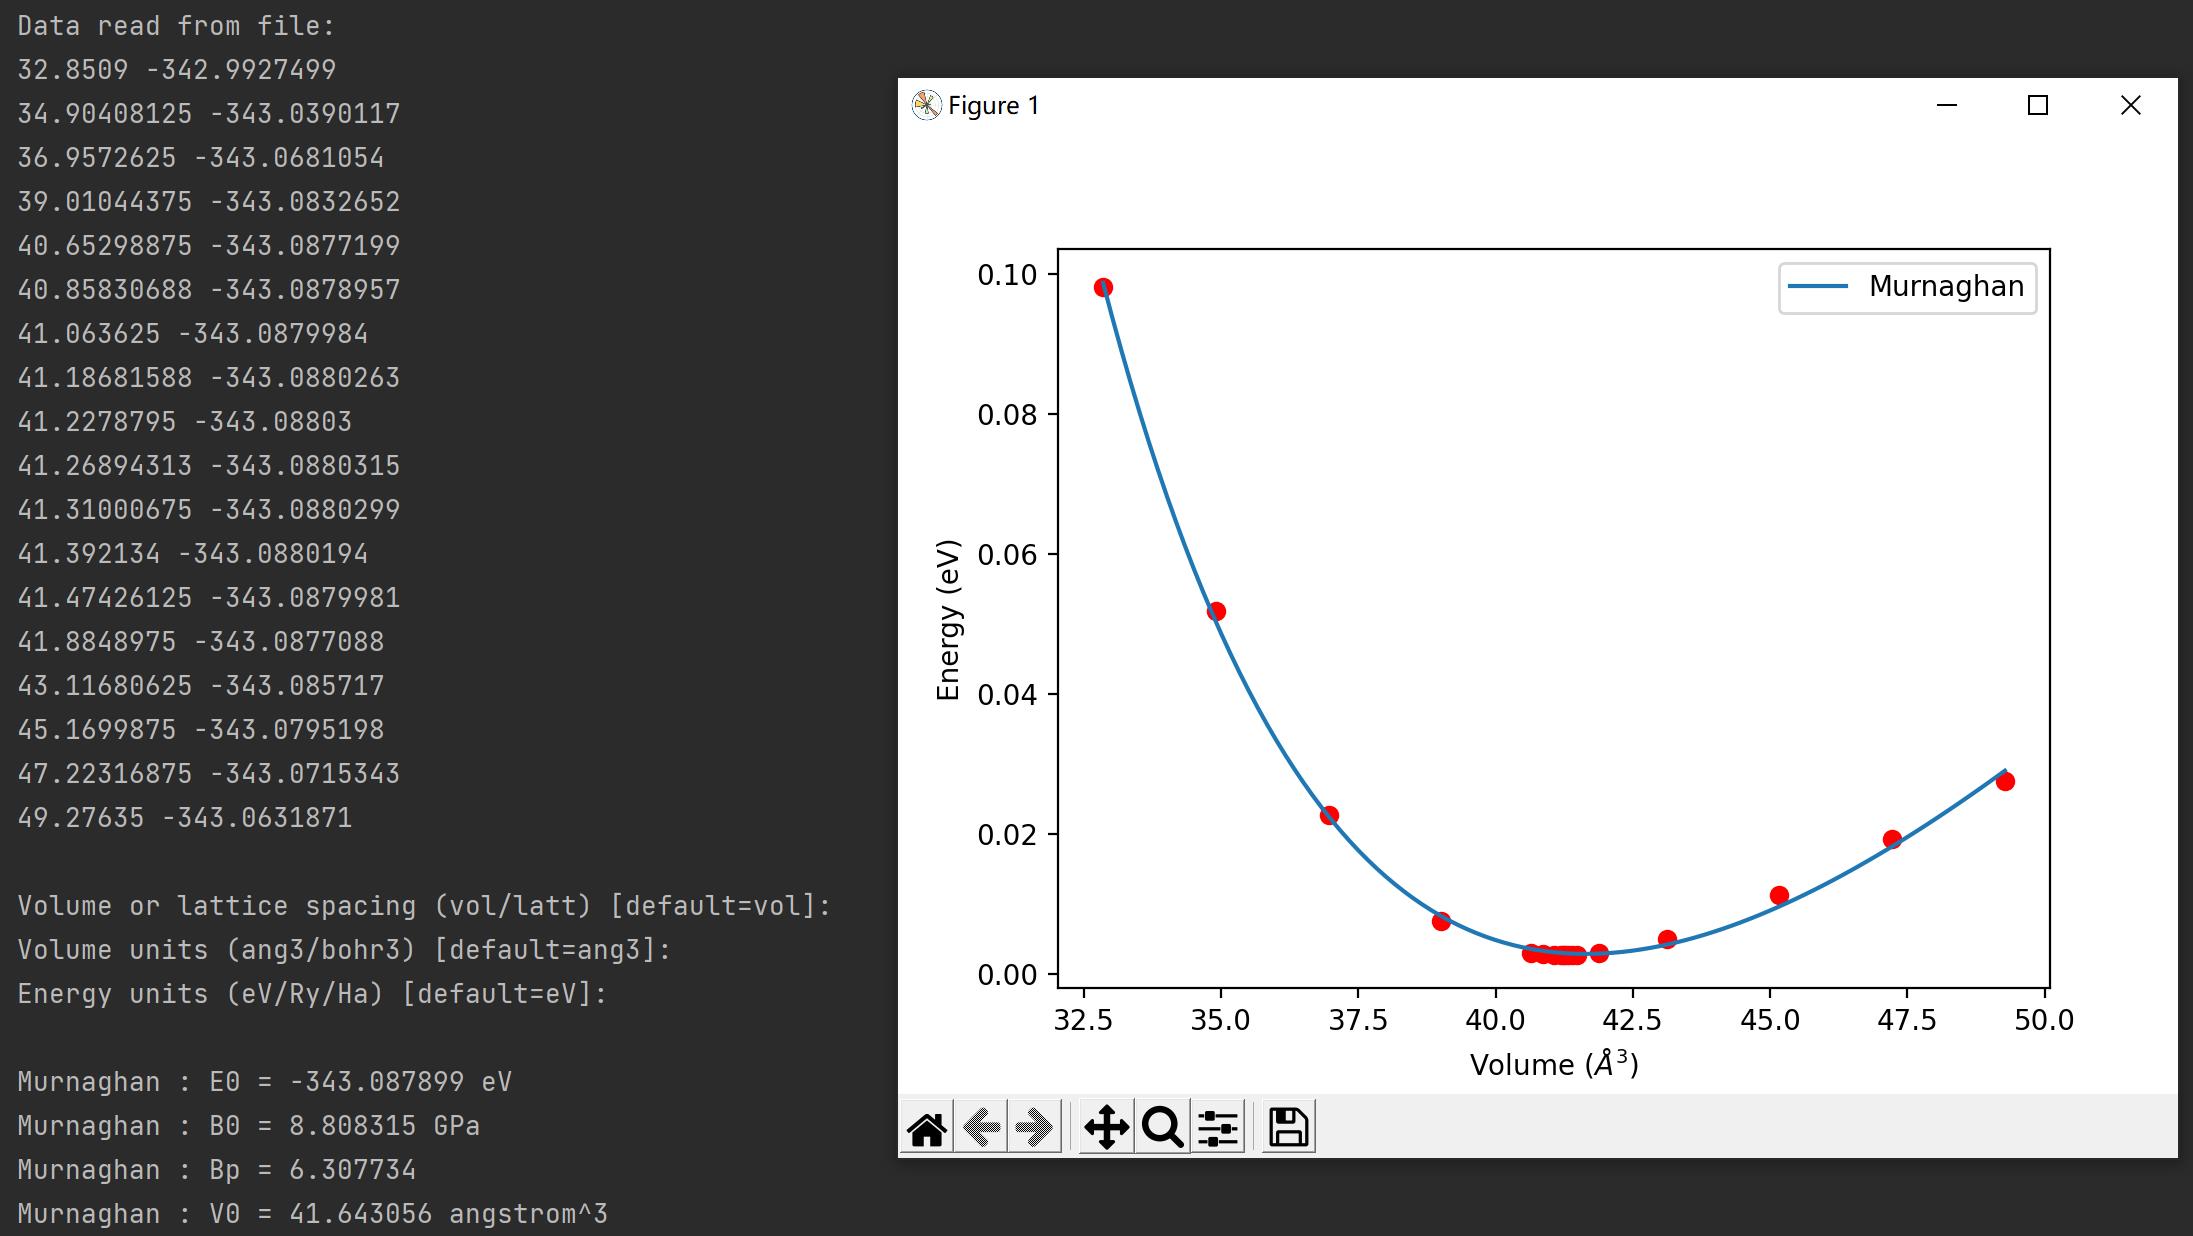 Data read from file:
32.8509 -342.9927499
34.90408125 -343.0390117
36.9572625 -343.0681054
39.01044375 -343.0832652
40.65298875 -343.0877199
40.85830688 -343.0878957
41.063625 -343.0879984
41.18681588 -343.0880263
41.2278795 -343.08803
41.26894313 -343.0880315
41.31000675 -343.0880299
41.392134 -343.0880194
41.47426125 -343.0879981
41.8848975 -343.0877088
43.11680625 -343.085717
45.1699875 -343.0795198
47.22316875 -343.0715343
49.27635 -343.0631871
Volume or lattice spacing (vol/latt) [default=vol]:
Volume units (ang3/bohr3) [default=ang3]:
Energy units (eV/Ry/Ha) [default=eV]:
Murnaghan : E0 = -343.087899 eV
Murnaghan : B0 = 8.808315 GPa
Murnaghan : Bp = 6.307734
Murnaghan : V0 = 41.643056 angstrom^3
Figure 1
Murnaghan
Energy (eV)
0.10
0.08
0.06
0.04
0.02
0.00
32.5 35.0 37.5 40.0 42.5 45.0 47.5 50.0
Volume (Å³)